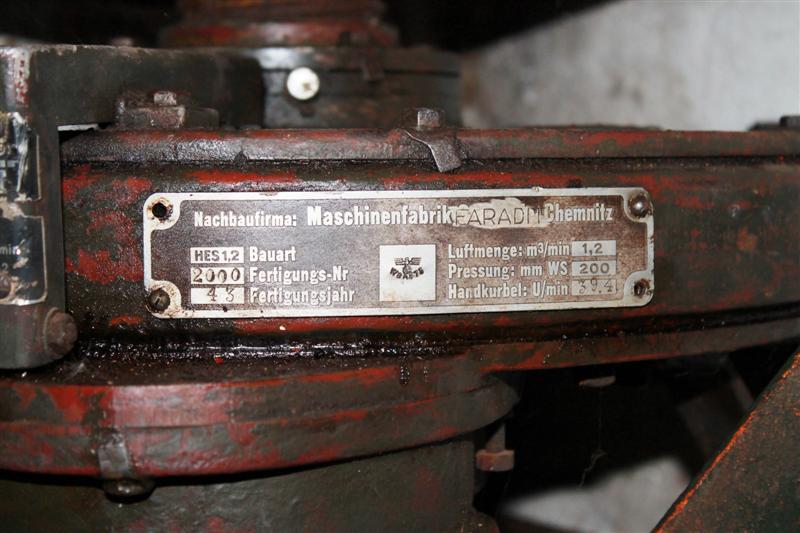 Nachbaufirma: Maschinenfabrik FARADIT Chemnitz
HES1,2 Bauart
2000 Fertigungs-Nr
43 Fertigungsjahr
Luftmenge: m3/min 1,2
Pressung: mm WS 200
Handkurbel: U/min 39.4